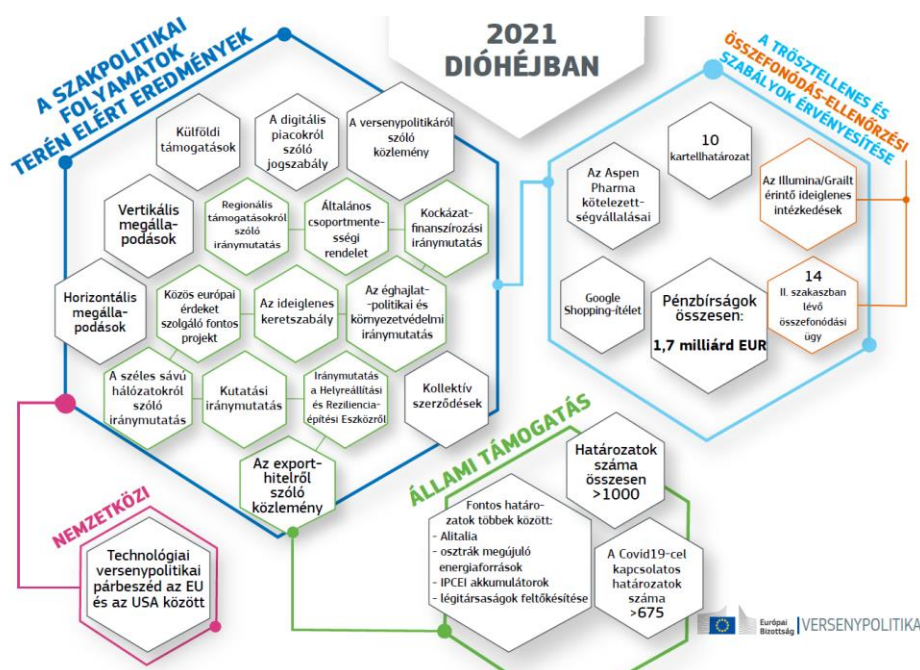 2021
DIÓHÉJBAN
A SZAKPOLITIKAI
FOLYAMATOK
TERÉN ELÉRT EREDMÉNYEK
Külföldi
támogatások
A
digitális
piacokról
szóló
jogszabály
A versenypolitikáról
szóló
közlemény
Vertikális
megálla-
podások
Regionális
támogatásokról
szóló
iránymutatás
Általános
csoportmente-
sségi
rendelet
Kockázat-
finanszírozási
iránymutatás
Horizontális
megálla-
podások
Közös európai
érdeket
szolgáló fontos
projekt
Az ideiglenes
keretszabály
Az éghajlat-
-politikai és
környezetvédelmi
iránymutatás
A széles sávú
hálózatokról
szóló
iránymutatás
Kutatási
iránymutatás
Iránymutatás
a Helyreállítási
és Reziliencia-
építési Eszközről
Kollektív
szerződések
Az export-
hitelről
szóló
közlemény
A TRÖSZTELLENES ÉS
ÖSSZEFONÓDÁS-ELLENŐRZÉSI
SZABÁLYOK ÉRVÉNYESÍTÉSE
10
kartellhatározat
Az Aspen
Pharma
kötelezett-
ségvállalásai
Az Illumina/Grailt
érintő ideiglenes
intézkedések
Google
Shopping-ítélet
Pénzbírságok
összesen:
1,7 milliárd EUR
14
II. szakaszban
lévő
összefonódási
ügy
NEMZETKÖZI
Technológiai
versenypolitikai
párbeszéd az EU
és az USA között
ÁLLAMI TÁMOGATÁS
Határozatok
száma
összesen
>1000
Fontos határo-
zatok többek között:
- Alitalia
- osztrák megújuló
energiaforrások
- IPCEI akkumulátorok
- légitársaságok feltőkésítése
A Covid19-cel
kapcsolatos
határozatok
száma
>675
Európai
Bizottság
VERSENYPOLITIKA